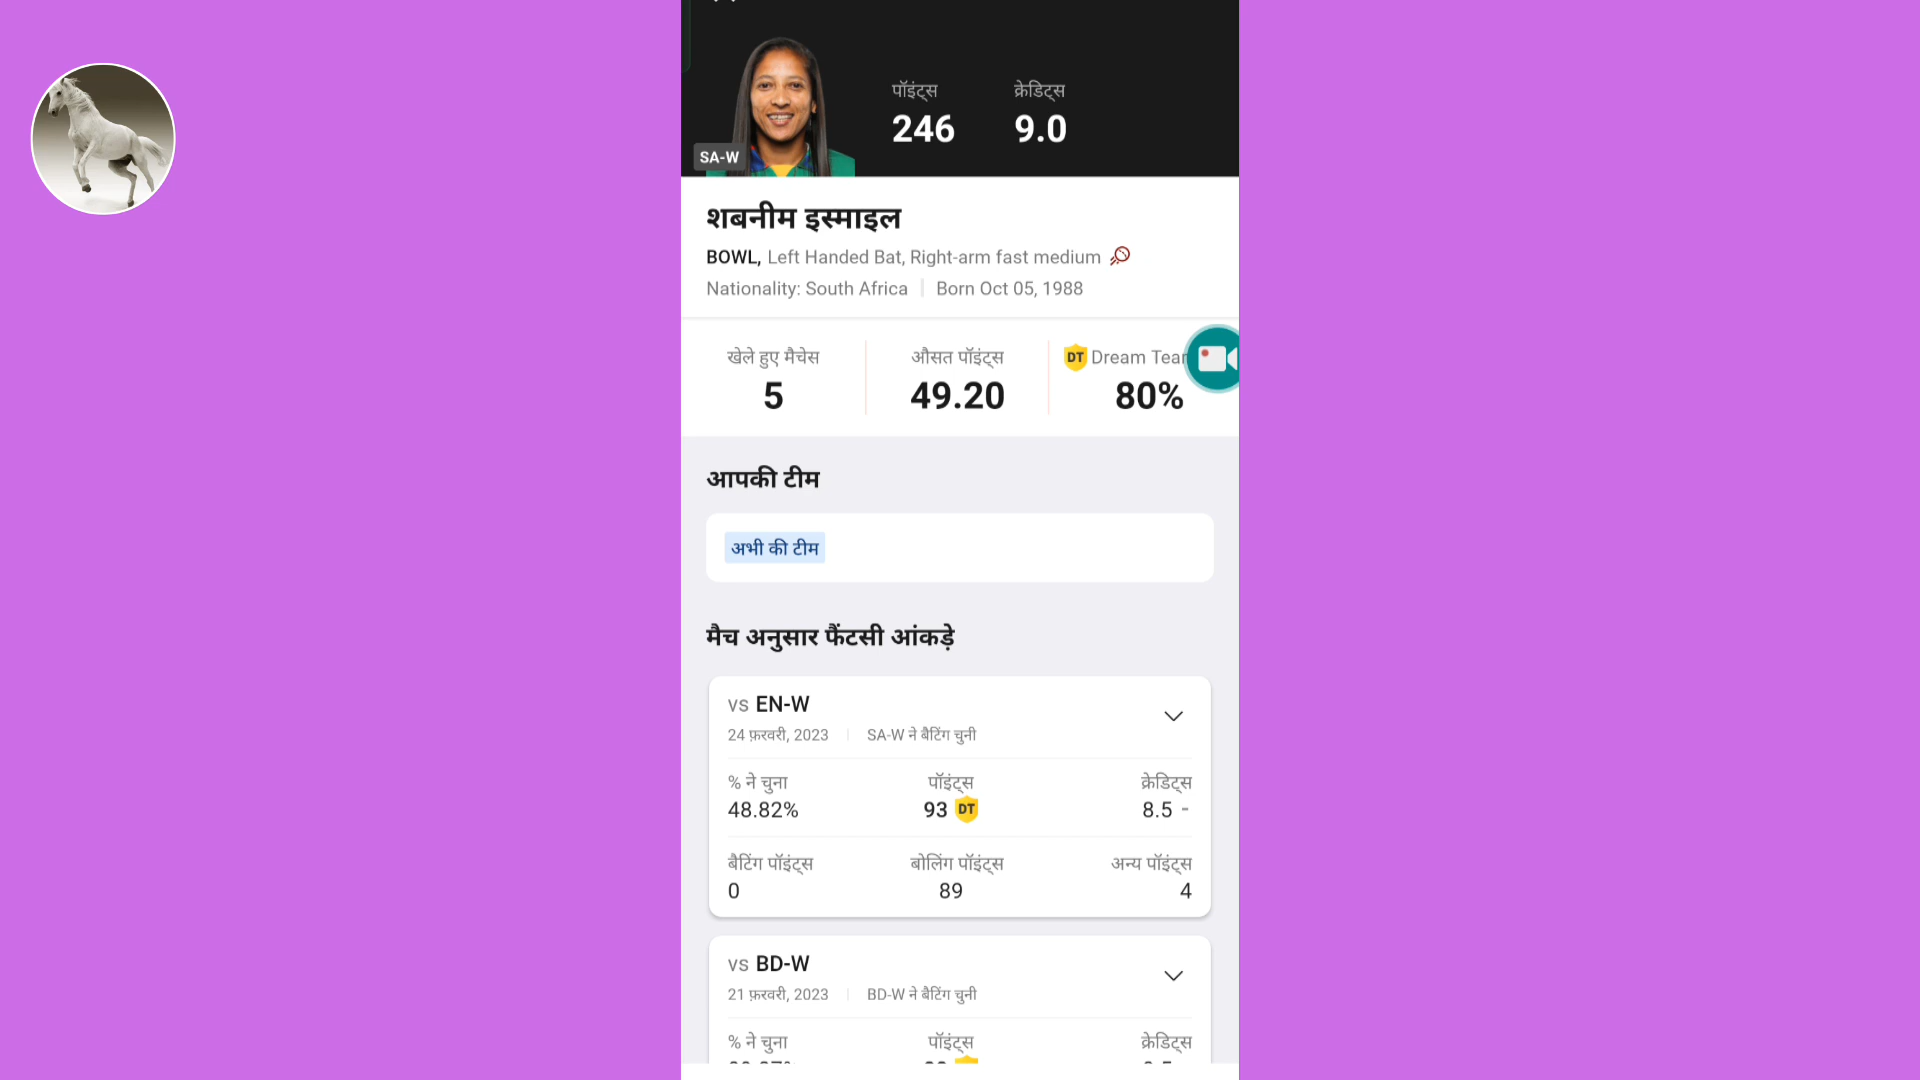 पॉइंट्स क्रेडिट्स
246 9.0
SA-W
शबनीम इस्माइल
BOWL, Left Handed Bat, Right-arm fast medium
Nationality: South Africa Born Oct 05, 1988
खेले हुए मैचेस औसत पॉइंट्स DT Dream
5 49.20 80%
आपकी टीम
अभी की टीम
मैच अनुसार फैंटसी आंकड़े
vs EN-W
24 फ़रवरी, 2023 SA-W ने बैटिंग चुनी
% ने चुना पॉइंट्स क्रेडिट्स
48.82% 93 DT 8.5 -
बैटिंग पॉइंट्स बोलिंग पॉइंट्स अन्य पॉइंट्स
0 89 4
vs BD-W
21 फ़रवरी, 2023 BD-W ने बैटिंग चुनी
% ने चुना पॉइंट्स क्रेडिट्स